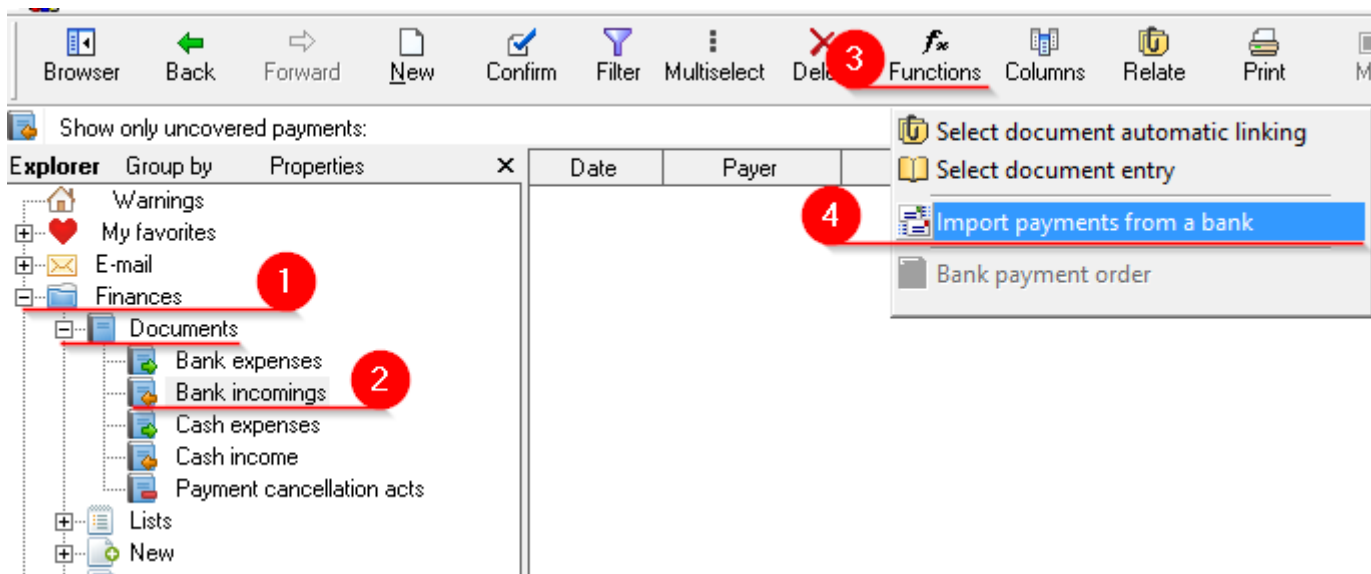 Browser Back Forward New Confirm Filter Multiselect Dele 3 Functions Columns Relate Print M
Show only uncovered payments:
Select document automatic linking
Explorer Group by Properties × Date Payer
Select document entry
Warnings
4 Import payments from a bank
My favorites
E-mail
1
Bank payment order
Finances
Documents
Bank expenses
2
Bank incomings
Cash expenses
Cash income
Payment cancellation acts
Lists
New